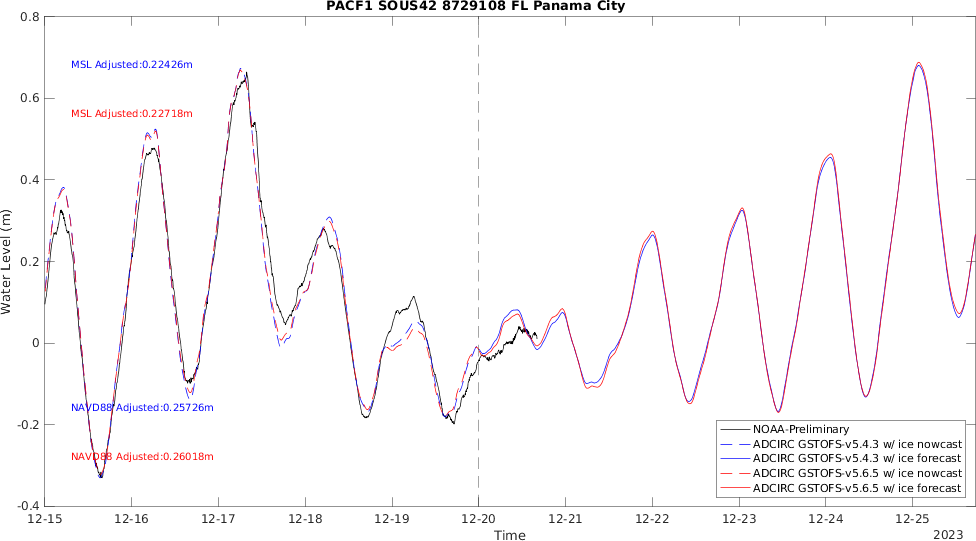 PACF1 SOUS42 8729108 FL Panama City
0.8
MSL Adjusted:0.22426m
0.6
MSL Adjusted:0.22718m
0.4
0.2
Water Level (m)
0
-0.2
NAVD88 Adjusted:0.25726m
NAVD88 Adjusted:0.26018m
-0.4
NOAA-Preliminary
ADCIRC GSTOFS-v5.4.3 w/ ice nowcast
ADCIRC GSTOFS-v5.4.3 w/ ice forecast
ADCIRC GSTOFS-v5.6.5 w/ ice nowcast
ADCIRC GSTOFS-v5.6.5 w/ ice forecast
12-15 12-16 12-17 12-18 12-19 12-20 12-21 12-22 12-23 12-24 12-25
Time
2023